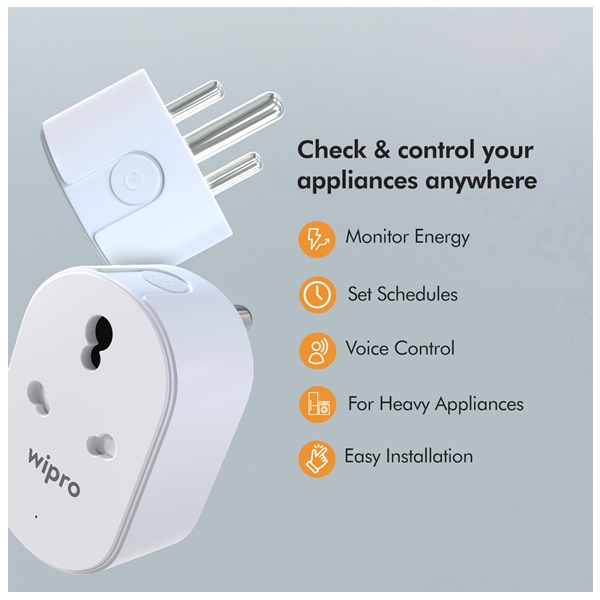 Check & control your
appliances anywhere
Monitor Energy
Set Schedules
Voice Control
For Heavy Appliances
Easy Installation
wipro